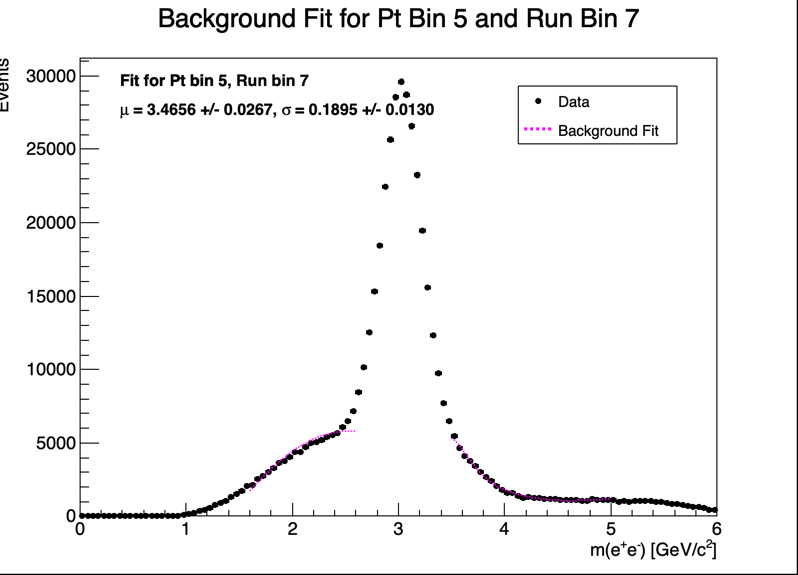 Background Fit for Pt Bin 5 and Run Bin 7
Events
30000
25000
20000
15000
10000
5000
0
Fit for Pt bin 5, Run bin 7
μ = 3.4656 +/- 0.0267, σ = 0.1895 +/- 0.0130
Data
Background Fit
0 1 2 3 4 5 6
m(e⁺e⁻) [GeV/c²]